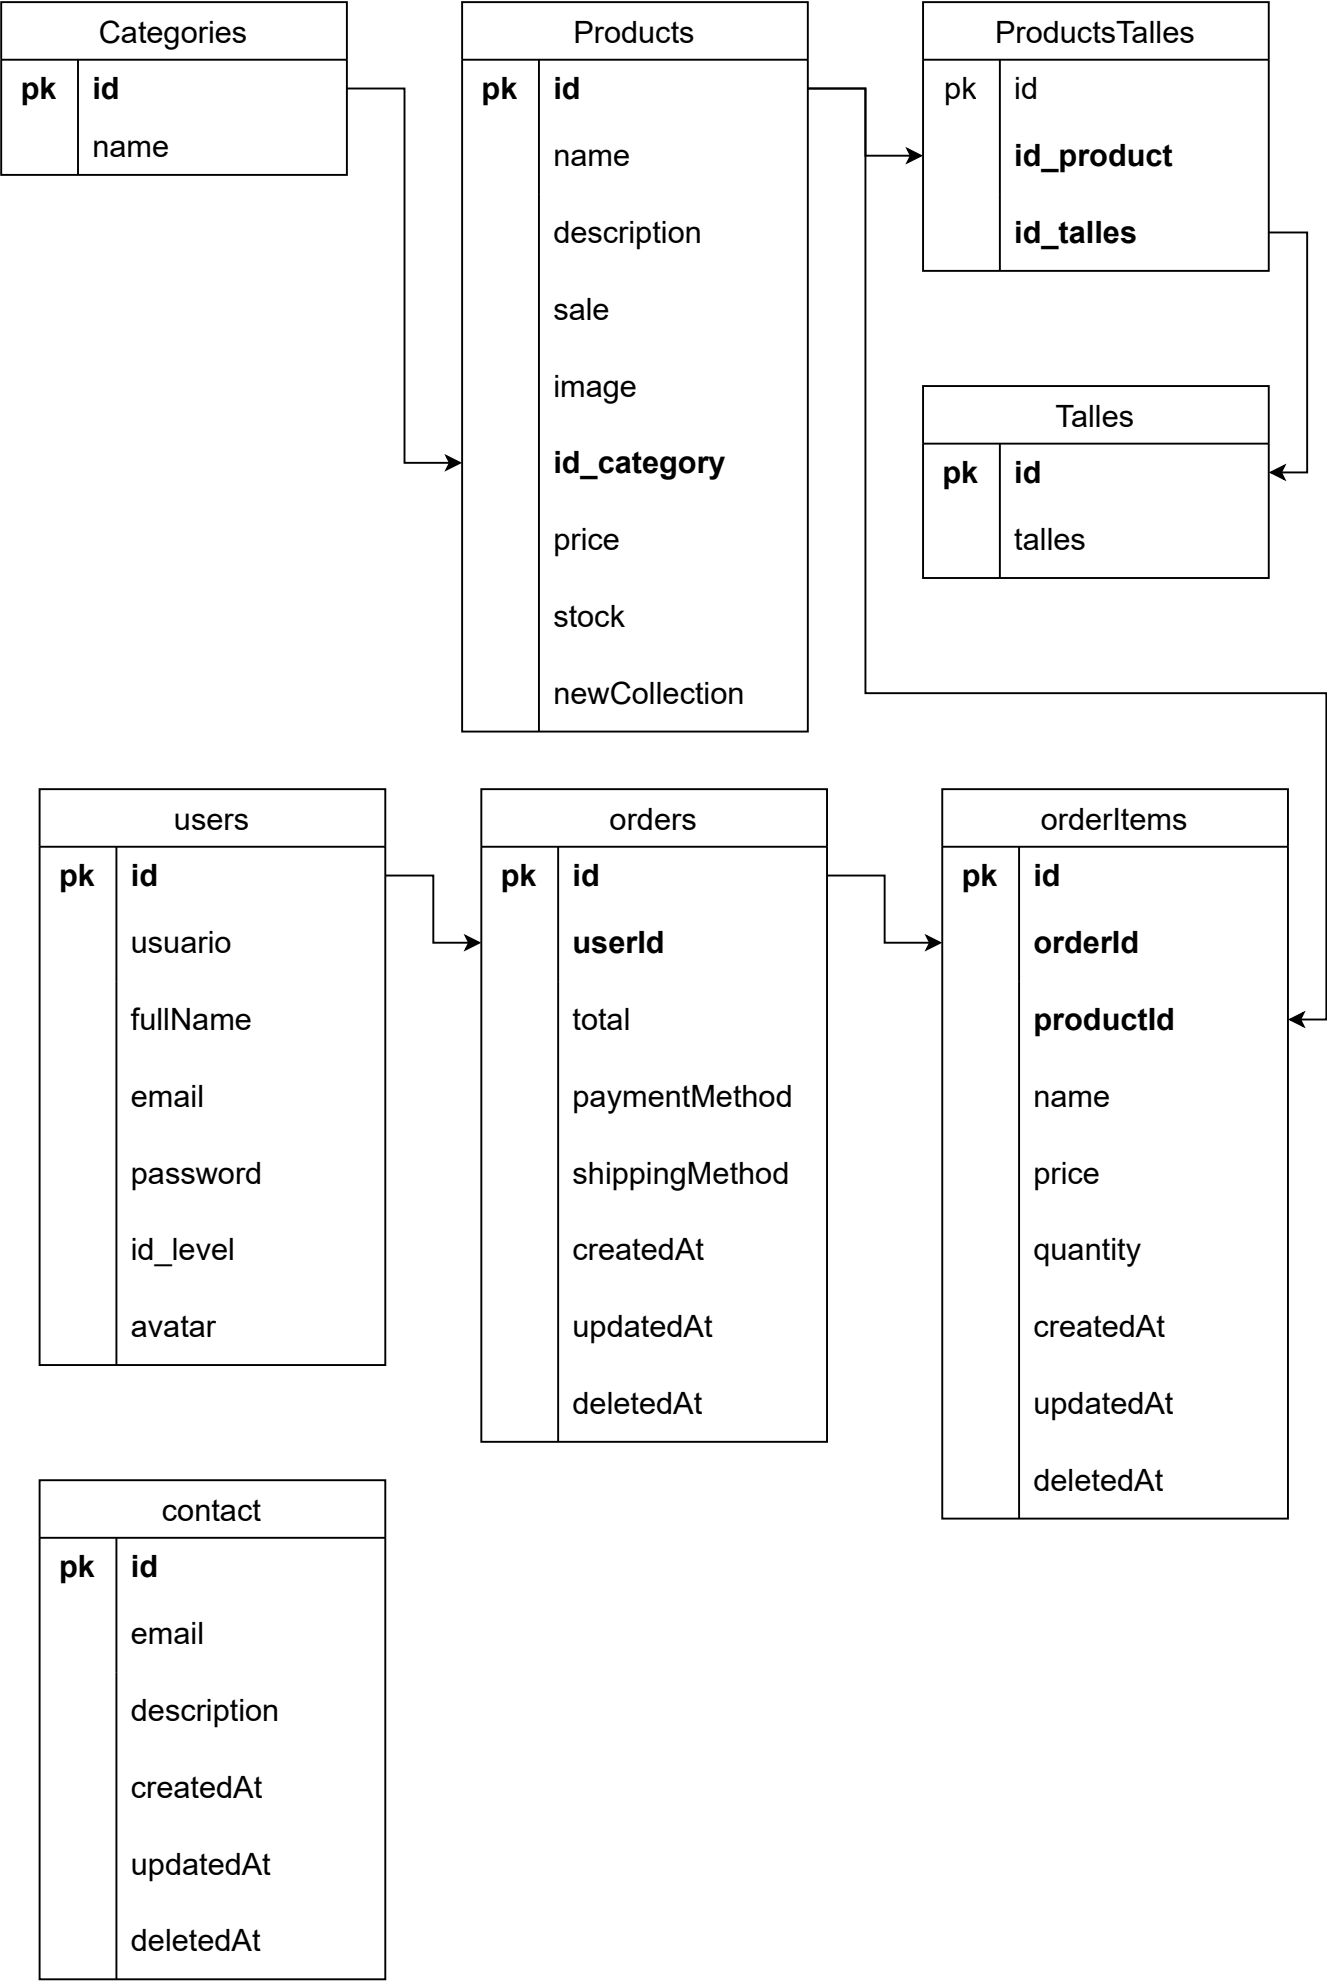 Categories
pk id
name
Products
pk id
name
description
sale
image
id_category
price
stock
newCollection
ProductsTalles
pk id
id_product
id_talles
Talles
pk id
talles
users
pk id
usuario
fullName
email
password
id_level
avatar
orders
pk id
userId
total
paymentMethod
shippingMethod
createdAt
updatedAt
deletedAt
orderItems
pk id
orderId
productId
name
price
quantity
createdAt
updatedAt
deletedAt
contact
pk id
email
description
createdAt
updatedAt
deletedAt